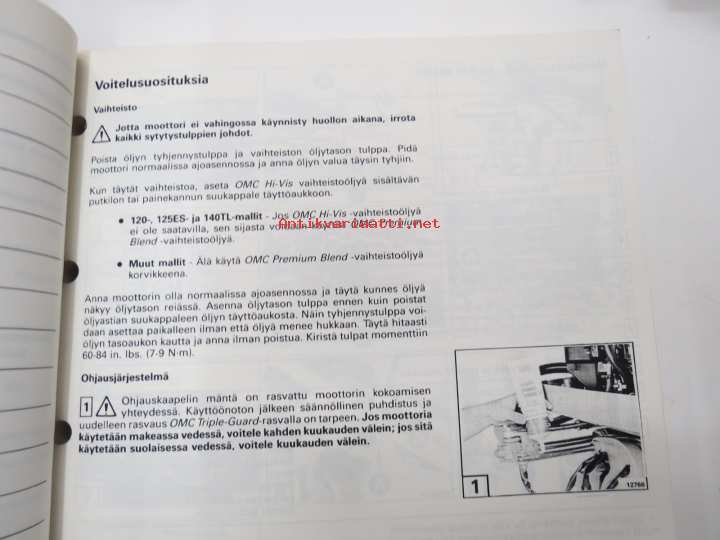 Voitelusuosituksia
Vaihteisto
Jotta moottori ei vahingossa käynnisty huollon aikana, irrota
kaikki sytytystulppien johdot.
Poista öljyn tyhjennystulppa ja vaihteiston öljytason tulppa. Pidä
moottori normaalissa ajoasennossa ja anna öljyn valua täysin tyhjiin.
Kun täytät vaihteistoa, aseta OMC Hi-Vis vaihteistoöljyä sisältävän
putkilon tai painekannun suukappale täyttöaukkoon.
• 120-, 125ES- ja 140TL-mallit - Jos OMC Hi-Vis -vaihteistoöljyä
ei ole saatavilla, sen sijasta voidaan OMC Premium
Blend -vaihteistoöljyä.
Antikvariaatti.net
• Muut mallit - Älä käytä OMC Premium Blend -vaihteistoöljyä
korvikkeena.
Anna moottorin olla normaalissa ajoasennossa ja täytä kunnes öljyä
näkyy öljytason reiässä. Asenna öljytason tulppa ennen kuin poistat
öljyastian suukappaleen öljyn täyttöaukosta. Näin tyhjennystulppa voi-
daan asettaa paikalleen ilman että öljyä menee hukkaan. Täytä hitaasti
öljyn tasoaukon kautta ja anna ilman poistua. Kiristä tulpat momenttiin
60-84 in. lbs. (7-9 N·m).
Ohjausjärjestelmä
1 Ohjauskaapelin mäntä on rasvattu moottorin kokoamisen
yhteydessä. Käyttöönoton jälkeen säännöllinen puhdistus ja
uudelleen rasvaus OMC Triple-Guard-rasvalla on tarpeen. Jos moottoria
käytetään makeassa vedessä, voitele kahden kuukauden välein; jos sitä
käytetään suolaisessa vedessä, voitele kuukauden välein.
1
12766